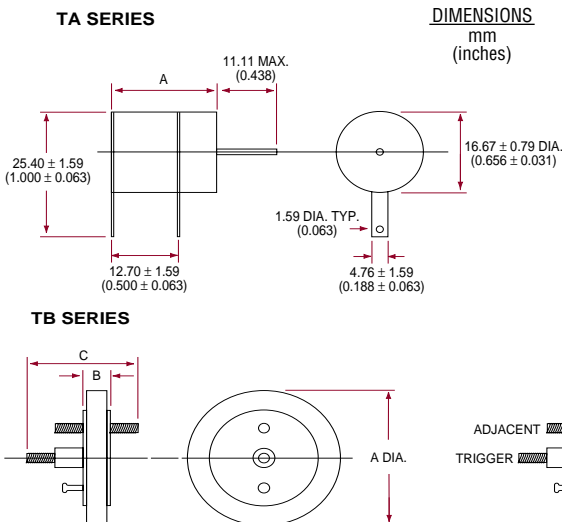 TA SERIES
DIMENSIONS
mm
(inches)
A
11.11 MAX.
(0.438)
25.40 ± 1.59
(1.000 ± 0.063)
16.67 ± 0.79 DIA.
(0.656 ± 0.031)
1.59 DIA. TYP.
(0.063)
12.70 ± 1.59
(0.500 ± 0.063)
4.76 ± 1.59
(0.188 ± 0.063)
TB SERIES
C
B
A DIA.
ADJACENT
TRIGGER